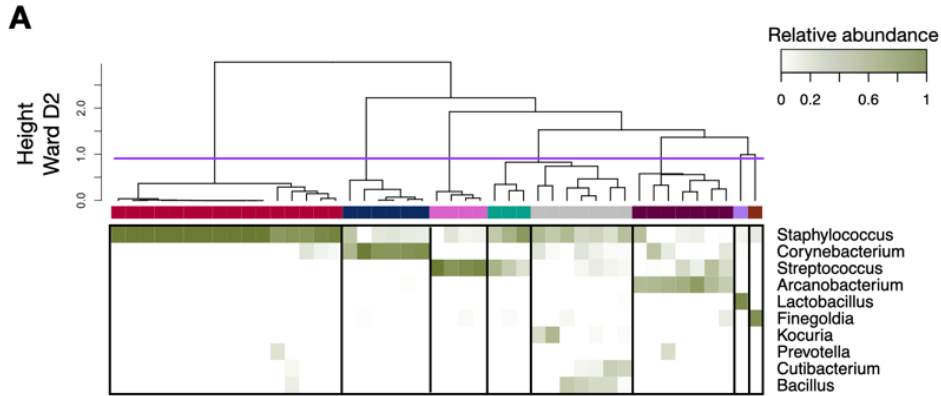 A
Relative abundance
0 0.2 0.6 1
Height
Ward D2
2.0
1.0
0.0
Staphylococcus
Corynebacterium
Streptococcus
Arcanobacterium
Lactobacillus
Finegoldia
Kocuria
Prevotella
Cutibacterium
Bacillus